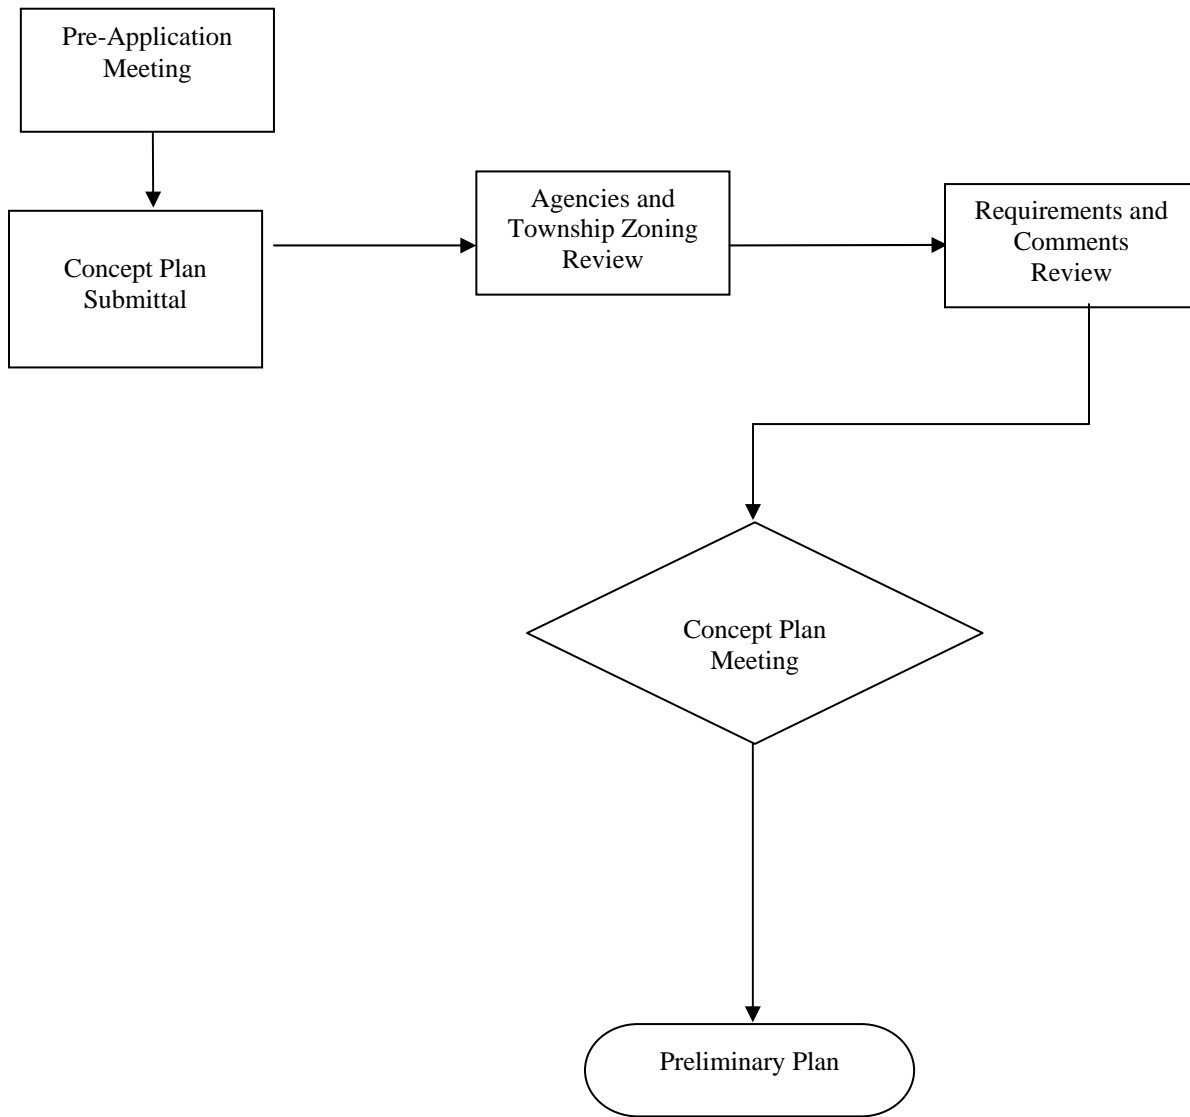 Pre-Application
Meeting
Concept Plan
Submittal
Agencies and
Township Zoning
Review
Requirements and
Comments
Review
Concept Plan
Meeting
Preliminary Plan